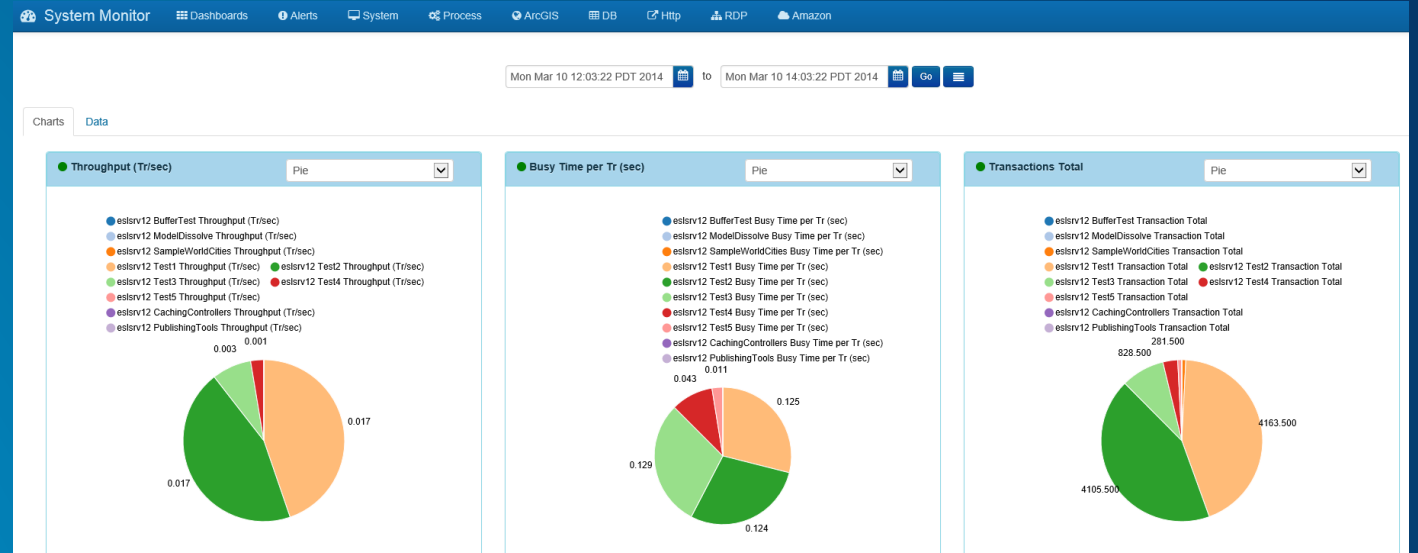 System Monitor Dashboards Alerts System Process ArcGIS DB Http RDP Amazon
Mon Mar 10 12:03:22 PDT 2014 to Mon Mar 10 14:03:22 PDT 2014 Go
Charts Data
Throughput (Tr/sec) Pie
eslsrv12 BufferTest Throughput (Tr/sec)
eslsrv12 ModelDissolve Throughput (Tr/sec)
eslsrv12 SampleWorldCities Throughput (Tr/sec)
eslsrv12 Test1 Throughput (Tr/sec) eslsrv12 Test2 Throughput (Tr/sec)
eslsrv12 Test3 Throughput (Tr/sec) eslsrv12 Test4 Throughput (Tr/sec)
eslsrv12 Test5 Throughput (Tr/sec)
eslsrv12 CachingControllers Throughput (Tr/sec)
eslsrv12 PublishingTools Throughput (Tr/sec)
0.001
0.003
0.017
0.017
Busy Time per Tr (sec) Pie
eslsrv12 BufferTest Busy Time per Tr (sec)
eslsrv12 ModelDissolve Busy Time per Tr (sec)
eslsrv12 SampleWorldCities Busy Time per Tr (sec)
eslsrv12 Test1 Busy Time per Tr (sec)
eslsrv12 Test2 Busy Time per Tr (sec)
eslsrv12 Test3 Busy Time per Tr (sec)
eslsrv12 Test4 Busy Time per Tr (sec)
eslsrv12 Test5 Busy Time per Tr (sec)
eslsrv12 CachingControllers Busy Time per Tr (sec)
eslsrv12 PublishingTools Busy Time per Tr (sec)
0.011
0.043
0.125
0.129
0.124
Transactions Total Pie
eslsrv12 BufferTest Transaction Total
eslsrv12 ModelDissolve Transaction Total
eslsrv12 SampleWorldCities Transaction Total
eslsrv12 Test1 Transaction Total eslsrv12 Test2 Transaction Total
eslsrv12 Test3 Transaction Total eslsrv12 Test4 Transaction Total
eslsrv12 Test5 Transaction Total
eslsrv12 CachingControllers Transaction Total
eslsrv12 PublishingTools Transaction Total
281.500
828.500
4163.500
4105.500